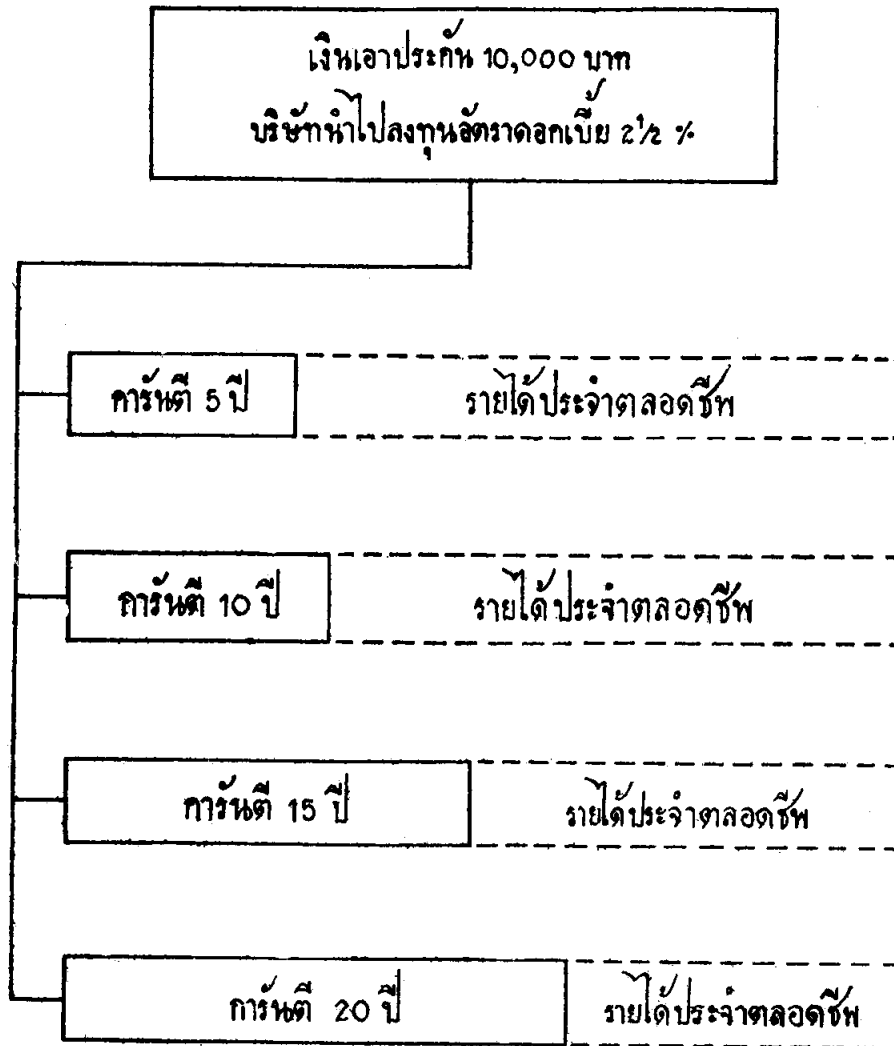 เงินเอาประกัน 10,000 บาท
บริษัทนำไปลงทุนอัตราดอกเบี้ย 2½ %
การันตี 5 ปี รายได้ประจำตลอดชีพ
การันตี 10 ปี รายได้ประจำตลอดชีพ
การันตี 15 ปี รายได้ประจำตลอดชีพ
การันตี 20 ปี รายได้ประจำตลอดชีพ